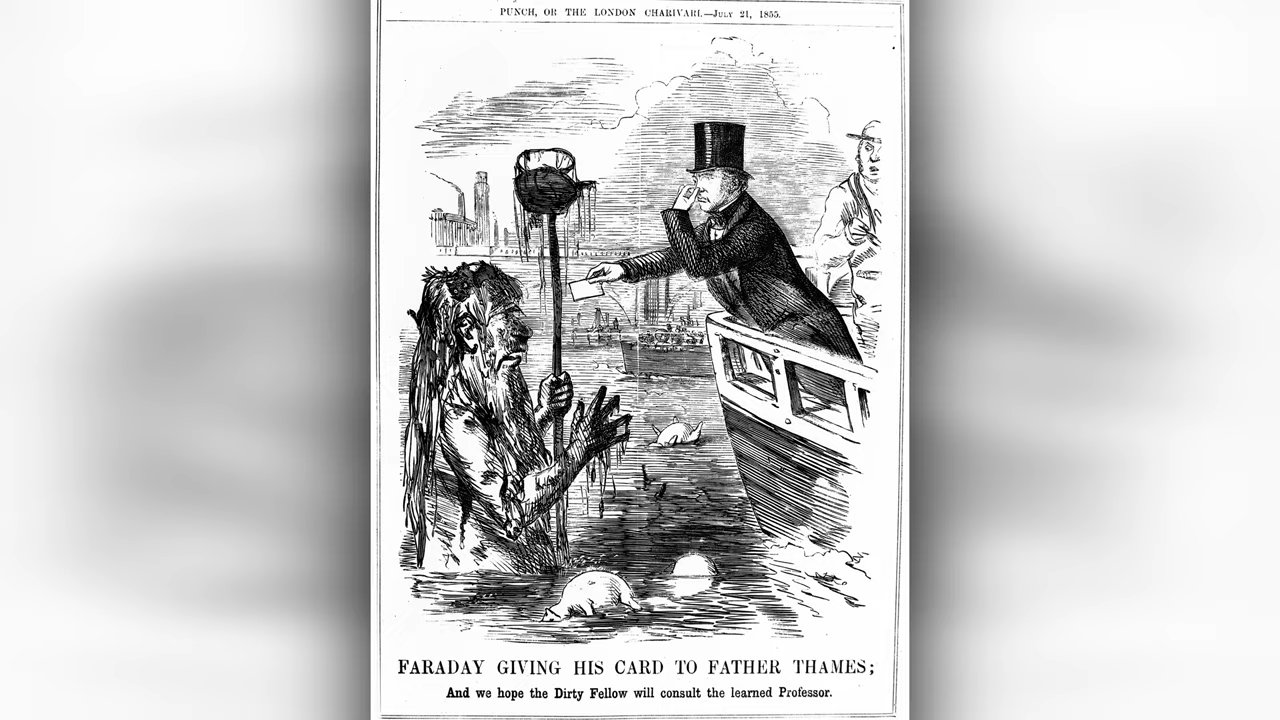 PUNCH, OR THE LONDON CHARIVARI.—JULY 21, 1855.
FARADAY GIVING HIS CARD TO FATHER THAMES;
And we hope the Dirty Fellow will consult the learned Professor.